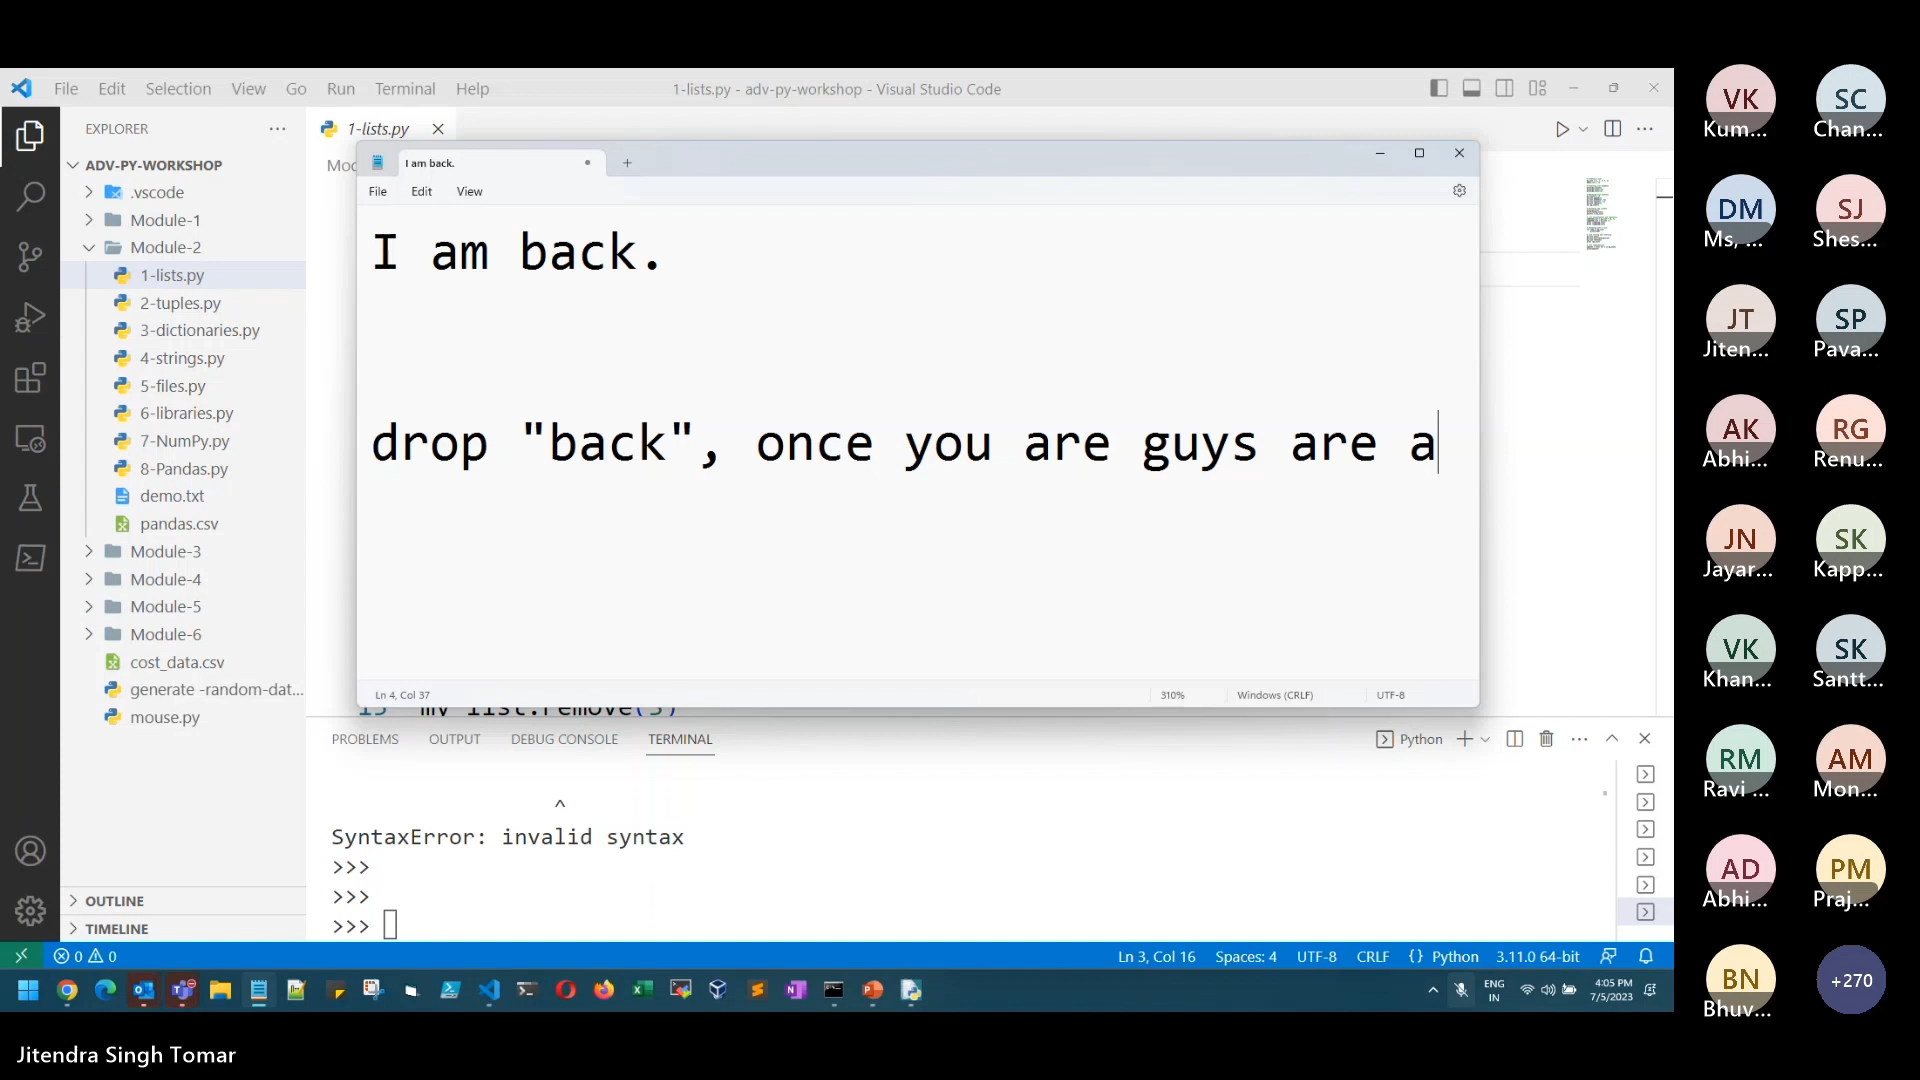 File Edit Selection View Go Run Terminal Help
1-lists.py - adv-py-workshop - Visual Studio Code
EXPLORER
ADV-PY-WORKSHOP
.vscode
Module-1
Module-2
1-lists.py
2-tuples.py
3-dictionaries.py
4-strings.py
5-files.py
6-libraries.py
7-NumPy.py
8-Pandas.py
demo.txt
pandas.csv
Module-3
Module-4
Module-5
Module-6
cost_data.csv
generate -random-dat...
mouse.py
OUTLINE
TIMELINE
1-lists.py
I am back.
File Edit View
I am back.
drop "back", once you are guys are a
Ln 4, Col 37
310%
Windows (CRLF)
UTF-8
my_list.remove(5)
PROBLEMS OUTPUT DEBUG CONSOLE TERMINAL
Python
^
SyntaxError: invalid syntax
>>>
>>>
>>>
0 0
Ln 3, Col 16 Spaces: 4 UTF-8 CRLF {} Python 3.11.0 64-bit
ENG
IN
4:05 PM
7/5/2023
Jitendra Singh Tomar
VK
Kum...
SC
Chan...
DM
Ms, ...
SJ
Shes...
JT
Jiten...
SP
Pava...
AK
Abhi...
RG
Renu...
JN
Jayar...
SK
Kapp...
VK
Khan...
SK
Santt...
RM
Ravi ...
AM
Mon...
AD
Abhi...
PM
Praj...
BN
Bhuv...
+270